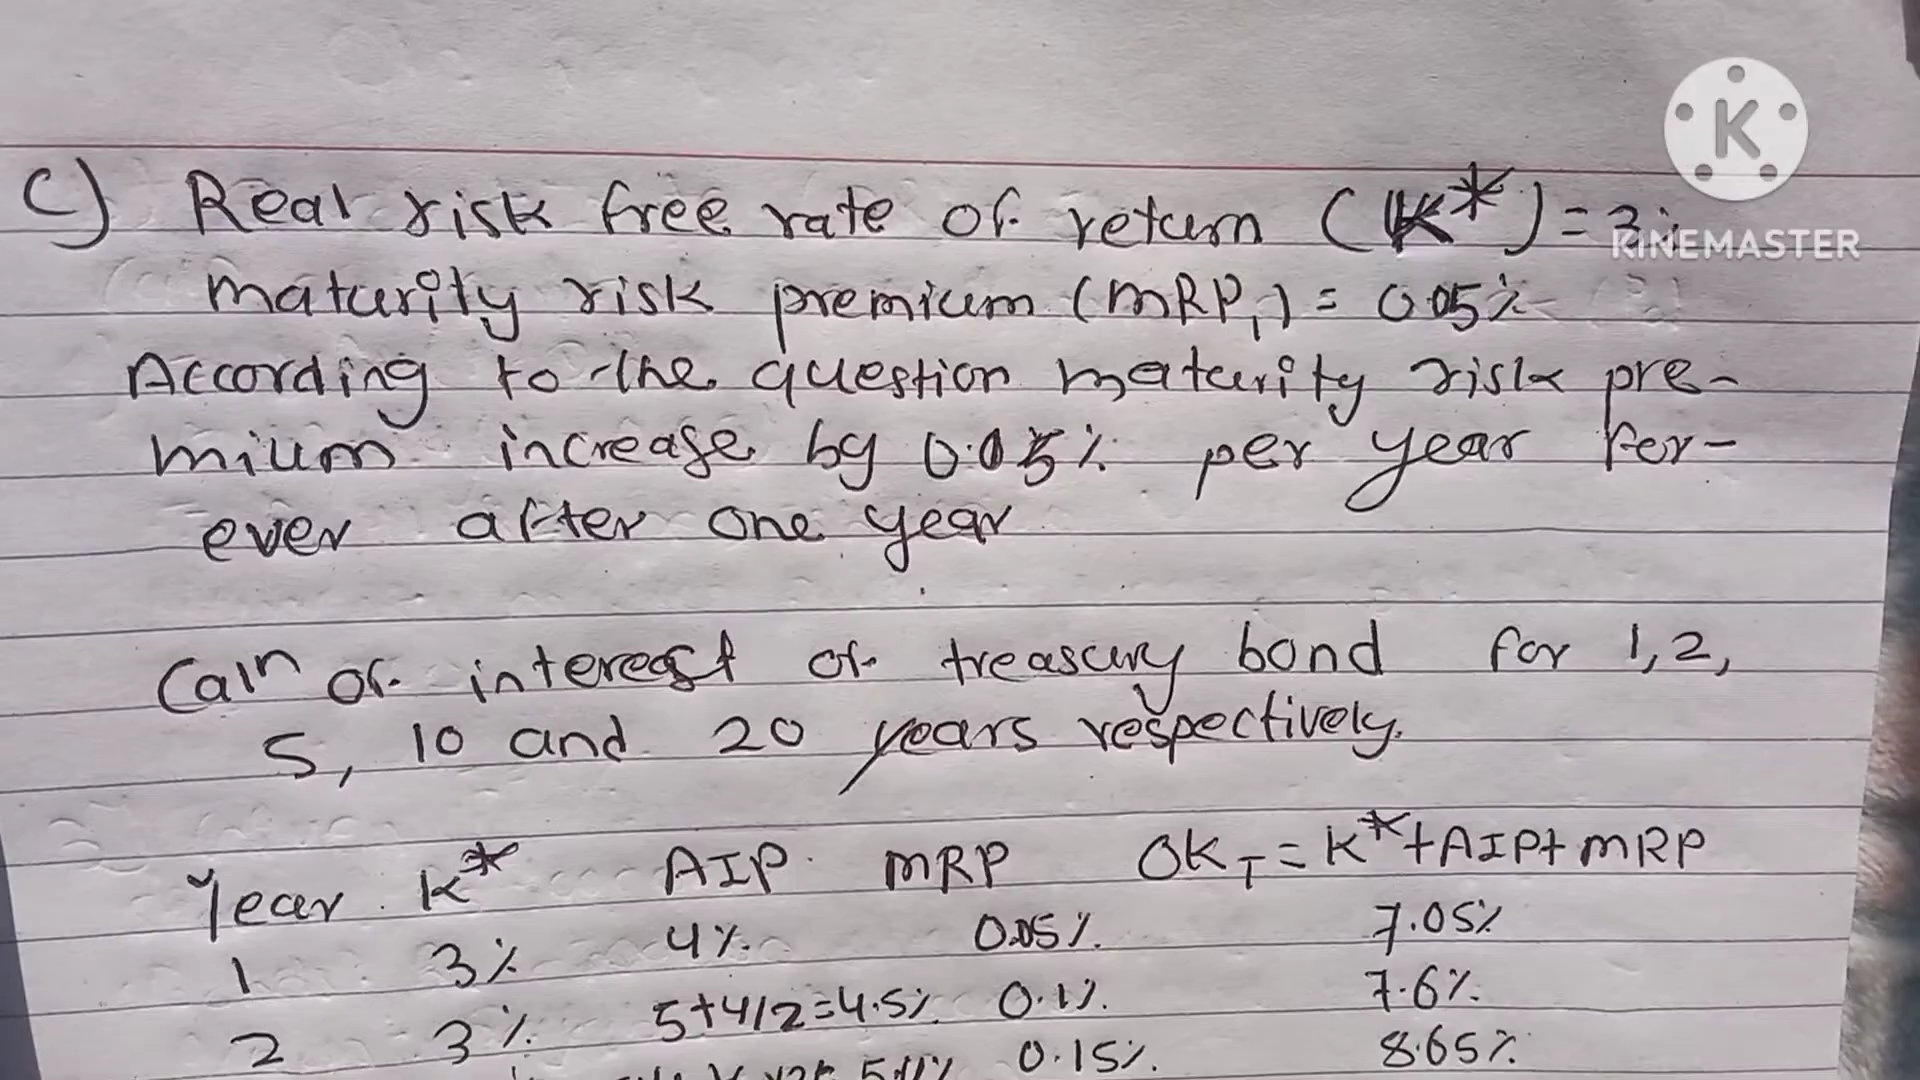 C) Real risk free rate of return (K*) = 3%
KINEMASTER
maturity risk premium (MRP1) = 0.05%
According to the question maturity risk pre-
mium increase by 0.05% per year for-
ever after one year
Caln of interest of treasury bond for 1, 2,
5, 10 and 20 years respectively.
Year K* AIP MRP OKT = K*+AIP+MRP
1 3% 4% 0.05% 7.05%
2 3% 5+4/2=4.5% 0.1% 7.6%
0.15% 8.65%